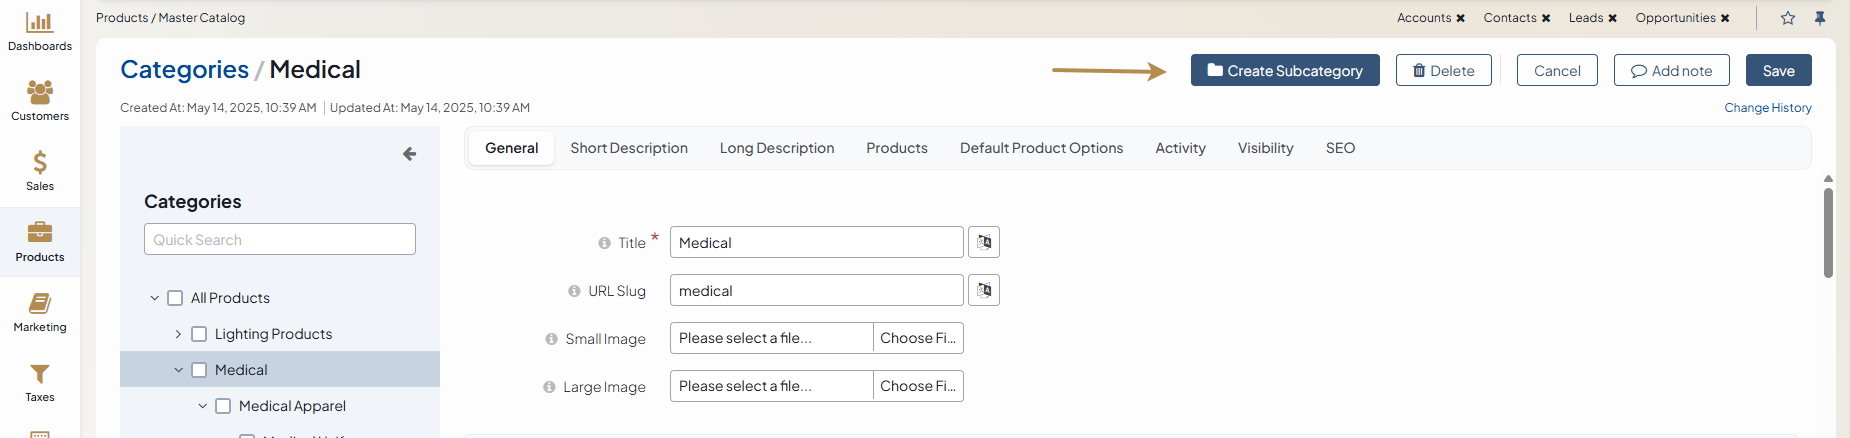 Dashboards
Customers
Sales
Products
Marketing
Taxes
Products / Master Catalog
Accounts ✖ Contacts ✖ Leads ✖ Opportunities ✖
Categories / Medical
Create Subcategory Delete Cancel Add note Save
Created At: May 14, 2025, 10:39 AM | Updated At: May 14, 2025, 10:39 AM
Change History
Categories
Quick Search
All Products
Lighting Products
Medical
Medical Apparel
General Short Description Long Description Products Default Product Options Activity Visibility SEO
Title * Medical
URL Slug medical
Small Image Please select a file... Choose Fi...
Large Image Please select a file... Choose Fi...